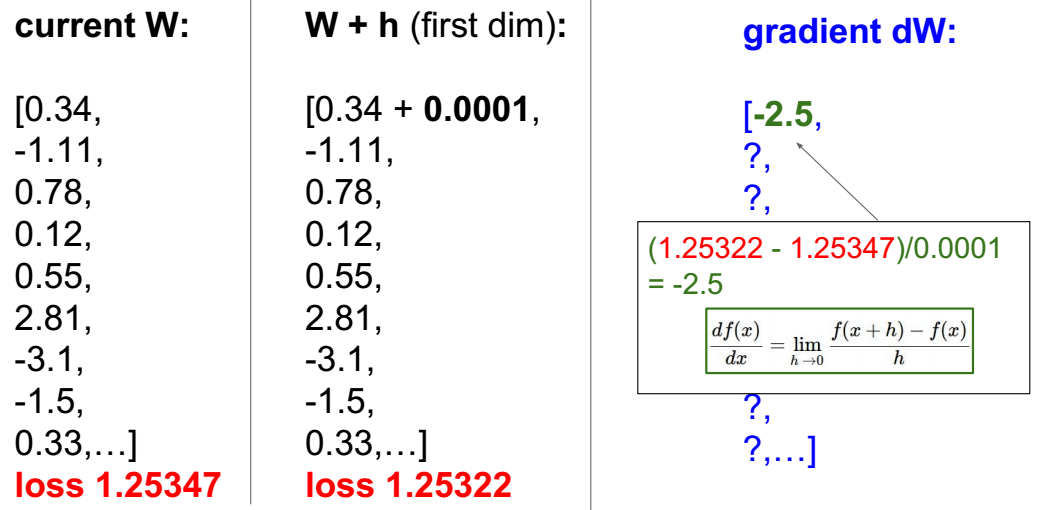 current W:
[0.34,
-1.11,
0.78,
0.12,
0.55,
2.81,
-3.1,
-1.5,
0.33,…]
loss 1.25347
W + h (first dim):
[0.34 + 0.0001,
-1.11,
0.78,
0.12,
0.55,
2.81,
-3.1,
-1.5,
0.33,…]
loss 1.25322
gradient dW:
[-2.5,
?,
?,
(1.25322 - 1.25347)/0.0001
= -2.5
df(x)/dx = lim h→0 f(x + h) − f(x)/h
?,
?,…]